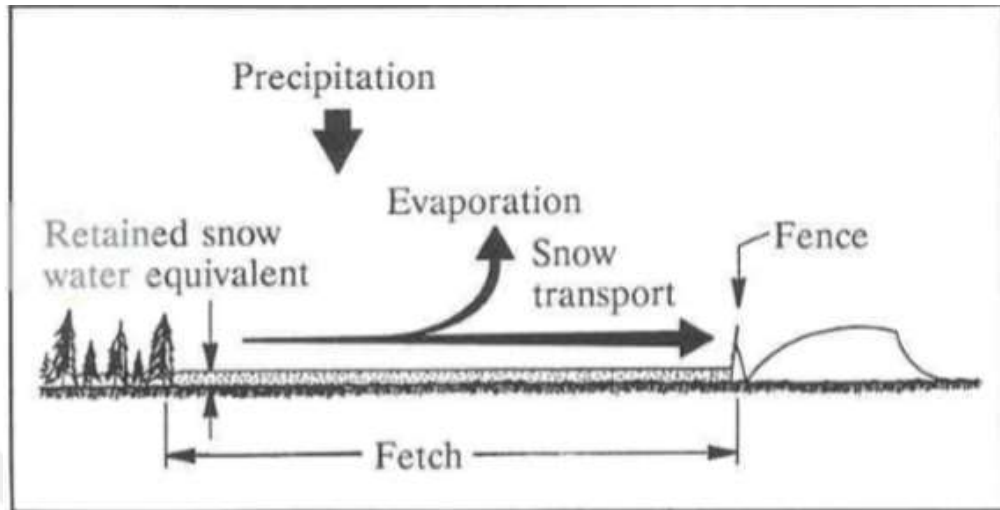 Precipitation
Evaporation
Retained snow
water equivalent
Snow
transport
Fence
Fetch